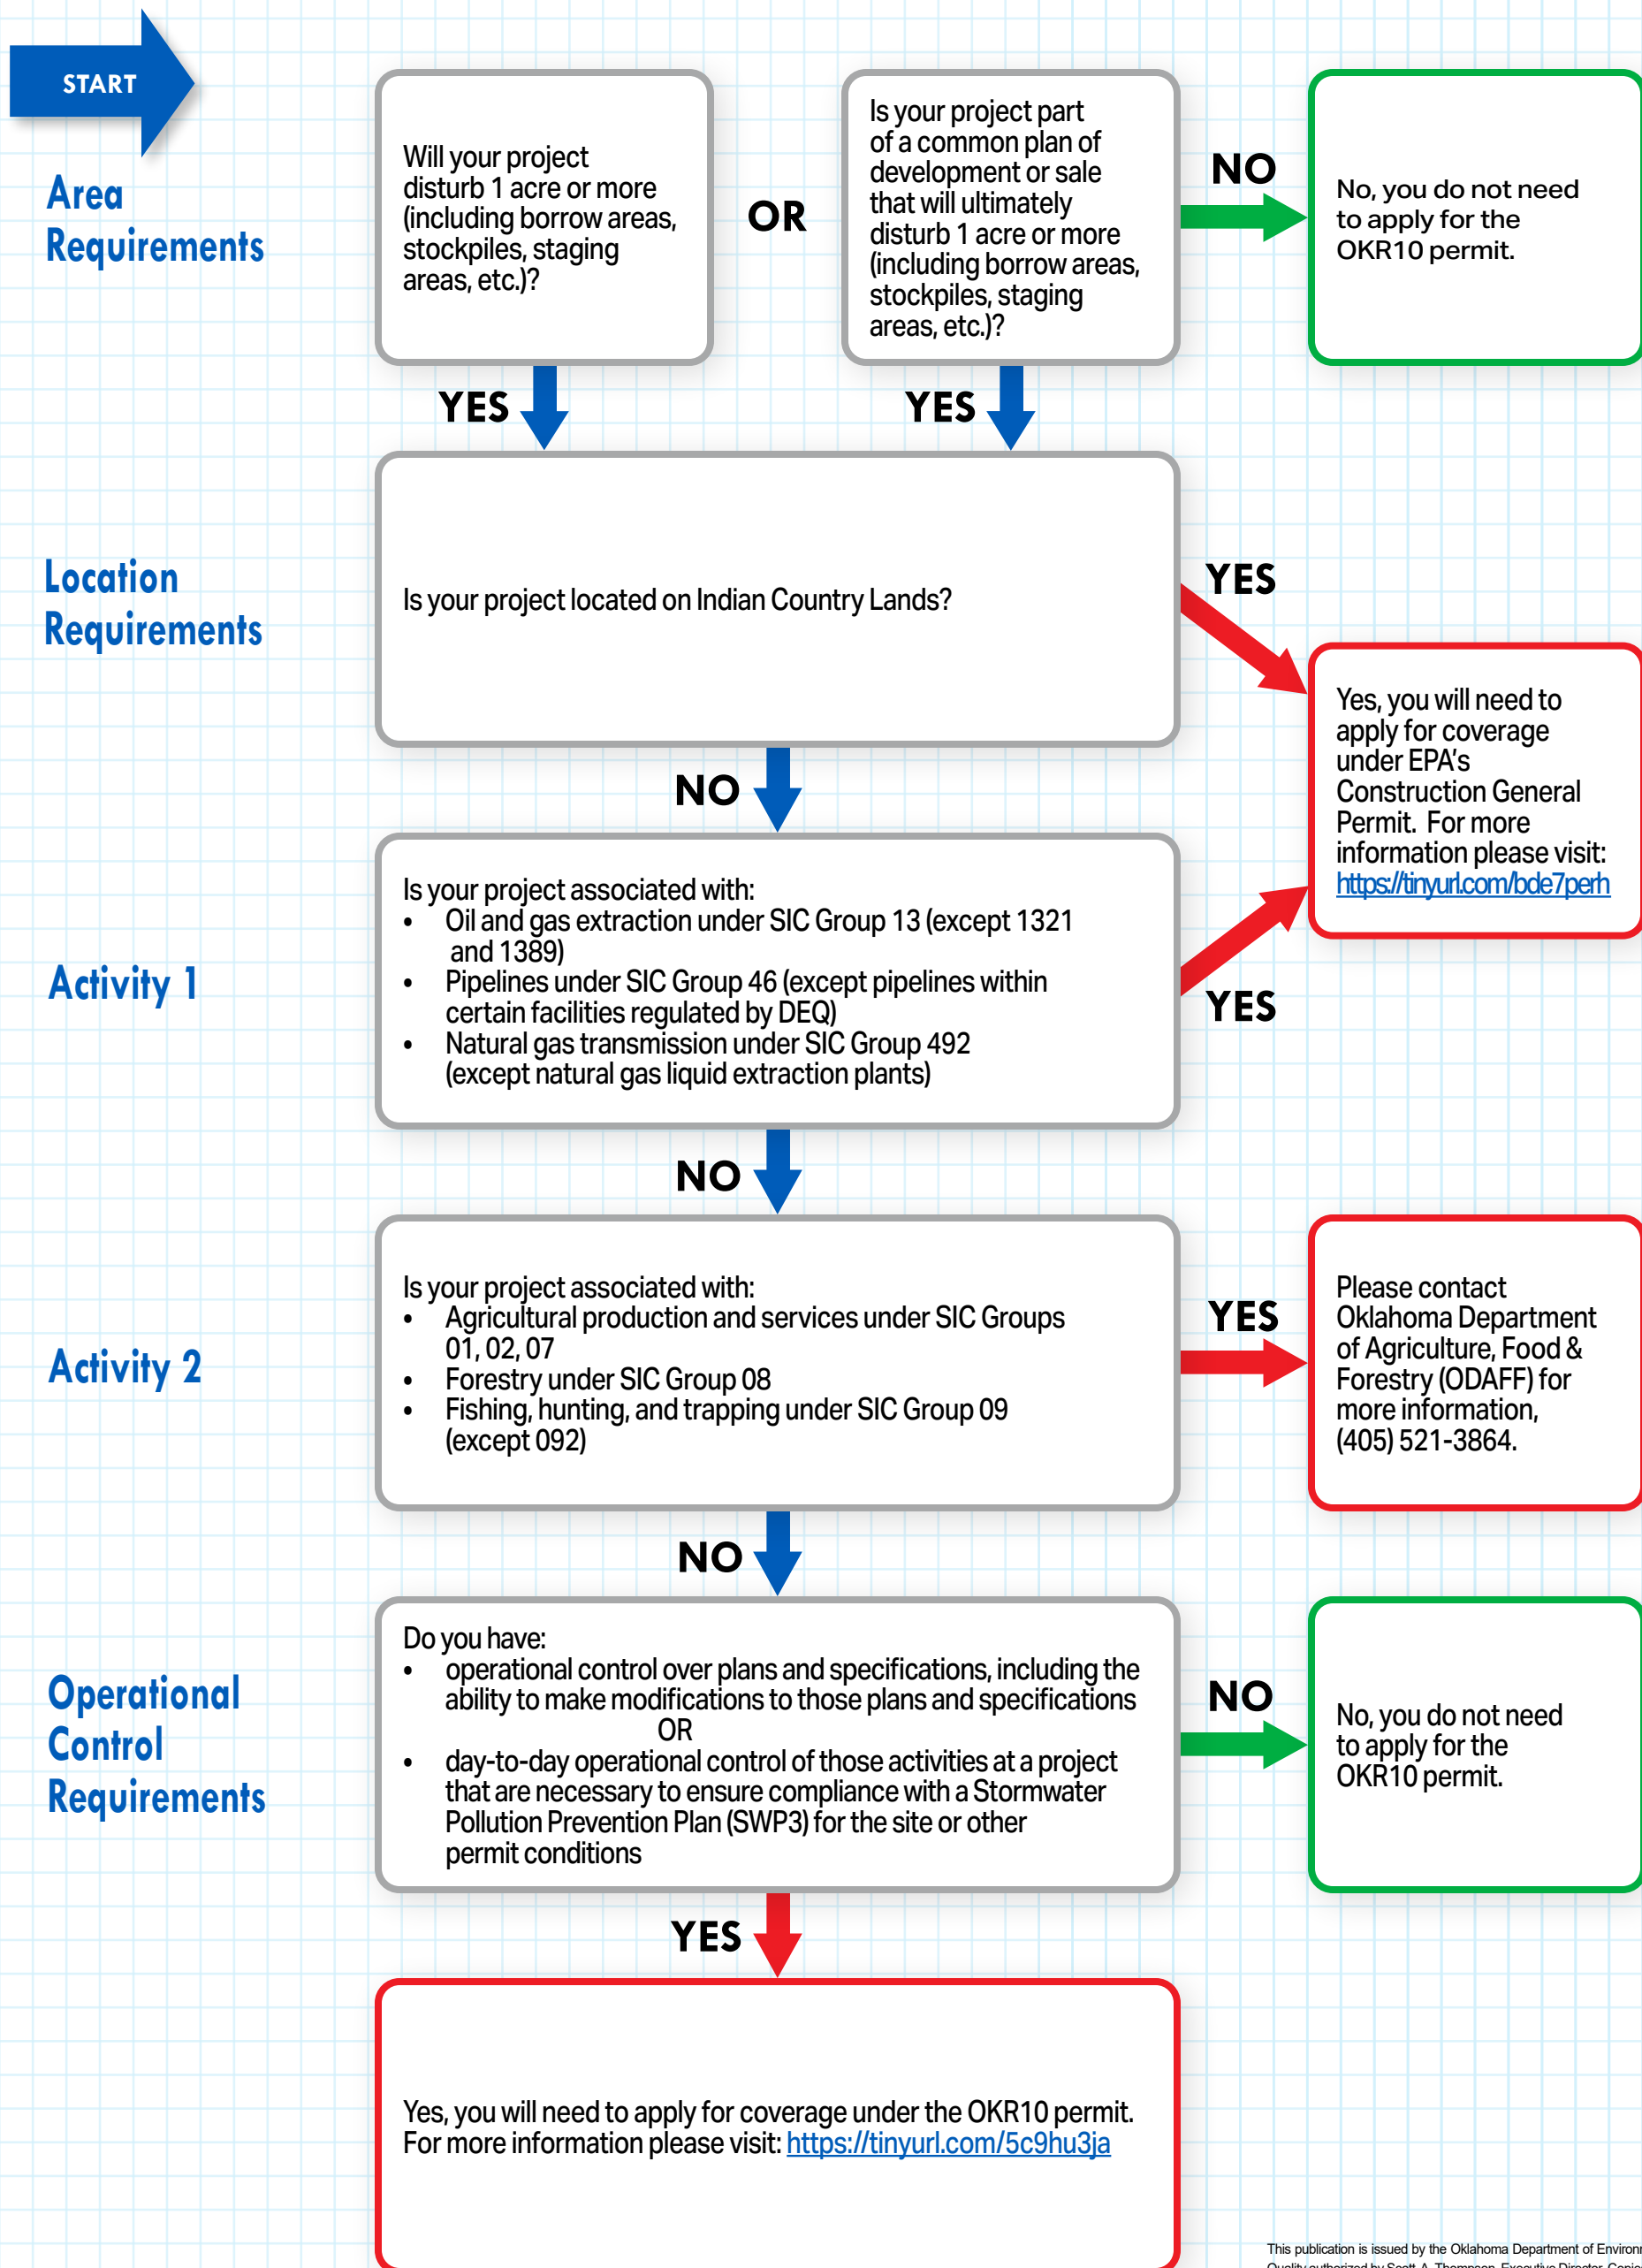 START
Area
Requirements
Will your project
disturb 1 acre or more
(including borrow areas,
stockpiles, staging
areas, etc.)?
OR
Is your project part
of a common plan of
development or sale
that will ultimately
disturb 1 acre or more
(including borrow areas,
stockpiles, staging
areas, etc.)?
NO
No, you do not need
to apply for the
OKR10 permit.
YES
YES
Location
Requirements
Is your project located on Indian Country Lands?
YES
Yes, you will need to
apply for coverage
under EPA's
Construction General
Permit. For more
information please visit:
https://tinyurl.com/bde7perh
NO
Activity 1
Is your project associated with:
• Oil and gas extraction under SIC Group 13 (except 1321
and 1389)
• Pipelines under SIC Group 46 (except pipelines within
certain facilities regulated by DEQ)
• Natural gas transmission under SIC Group 492
(except natural gas liquid extraction plants)
YES
NO
Activity 2
Is your project associated with:
• Agricultural production and services under SIC Groups
01, 02, 07
• Forestry under SIC Group 08
• Fishing, hunting, and trapping under SIC Group 09
(except 092)
YES
Please contact
Oklahoma Department
of Agriculture, Food &
Forestry (ODAFF) for
more information,
(405) 521-3864.
NO
Operational
Control
Requirements
Do you have:
• operational control over plans and specifications, including the
ability to make modifications to those plans and specifications
OR
• day-to-day operational control of those activities at a project
that are necessary to ensure compliance with a Stormwater
Pollution Prevention Plan (SWP3) for the site or other
permit conditions
NO
No, you do not need
to apply for the
OKR10 permit.
YES
Yes, you will need to apply for coverage under the OKR10 permit.
For more information please visit: https://tinyurl.com/5c9hu3ja
This publication is issued by the Oklahoma Department of
Quality authorized by Scott A. Thompson, Executive Director.